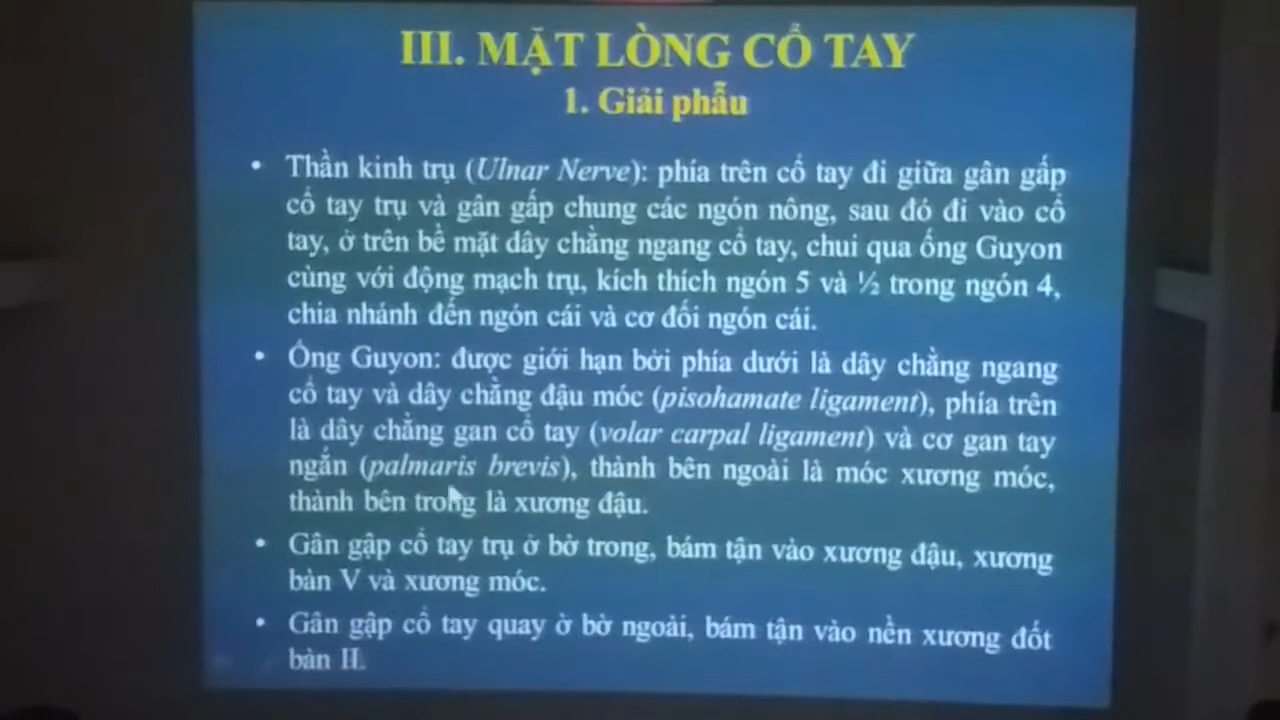 III. MẶT LÒNG CỔ TAY
1. Giải phẫu
• Thần kinh trụ (Ulnar Nerve): phía trên cổ tay đi giữa gân gấp
cổ tay trụ và gân gấp chung các ngón nông, sau đó đi vào cổ
tay, ở trên bề mặt dây chằng ngang cổ tay, chui qua ống Guyon
cùng với động mạch trụ, kích thích ngón 5 và ½ trong ngón 4,
chia nhánh đến ngón cái và cơ đối ngón cái.
• Ống Guyon: được giới hạn bởi phía dưới là dây chằng ngang
cổ tay và dây chằng đậu móc (pisohamate ligament), phía trên
là dây chằng gan cổ tay (volar carpal ligament) và cơ gan tay
ngắn (palmaris brevis), thành bên ngoài là móc xương móc,
thành bên trong là xương đậu.
• Gân gập cổ tay trụ ở bờ trong, bám tận vào xương đậu, xương
bàn V và xương móc.
• Gân gập cổ tay quay ở bờ ngoài, bám tận vào nền xương đốt
bàn II.